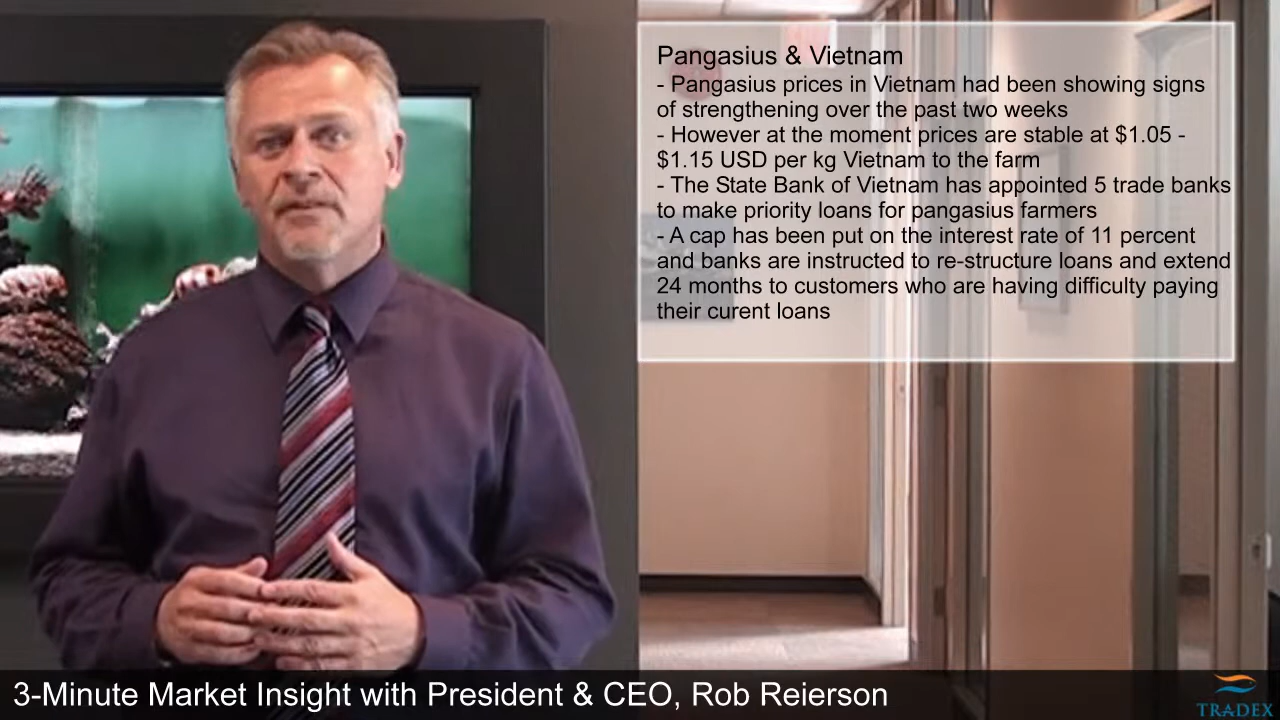 Pangasius & Vietnam
- Pangasius prices in Vietnam had been showing signs
of strengthening over the past two weeks
- However at the moment prices are stable at $1.05 -
$1.15 USD per kg Vietnam to the farm
- The State Bank of Vietnam has appointed 5 trade banks
to make priority loans for pangasius farmers
- A cap has been put on the interest rate of 11 percent
and banks are instructed to re-structure loans and extend
24 months to customers who are having difficulty paying
their curent loans
3-Minute Market Insight with President & CEO, Rob Reierson
TRADEX